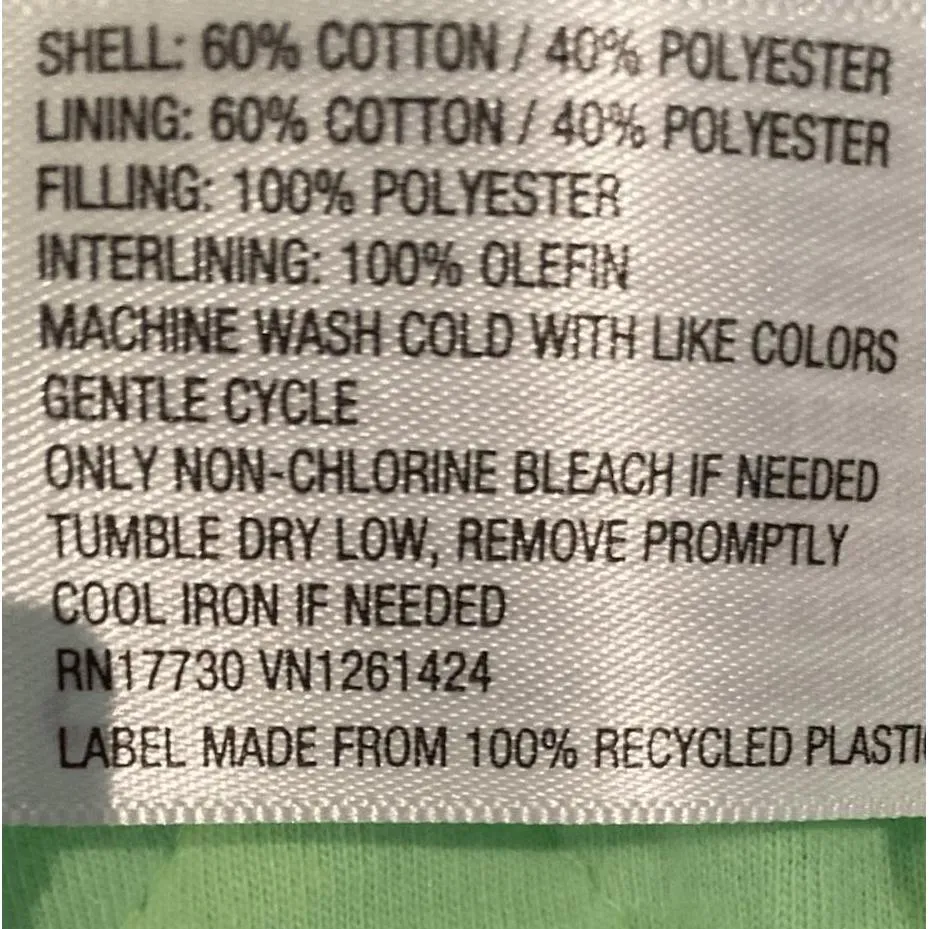 SHELL: 60% COTTON / 40% POLYESTER
LINING: 60% COTTON / 40% POLYESTER
FILLING: 100% POLYESTER
INTERLINING: 100% OLEFIN
MACHINE WASH COLD WITH LIKE COLORS
GENTLE CYCLE
ONLY NON-CHLORINE BLEACH IF NEEDED
TUMBLE DRY LOW, REMOVE PROMPTLY
COOL IRON IF NEEDED
RN17730 VN1261424
LABEL MADE FROM 100% RECYCLED PLASTI